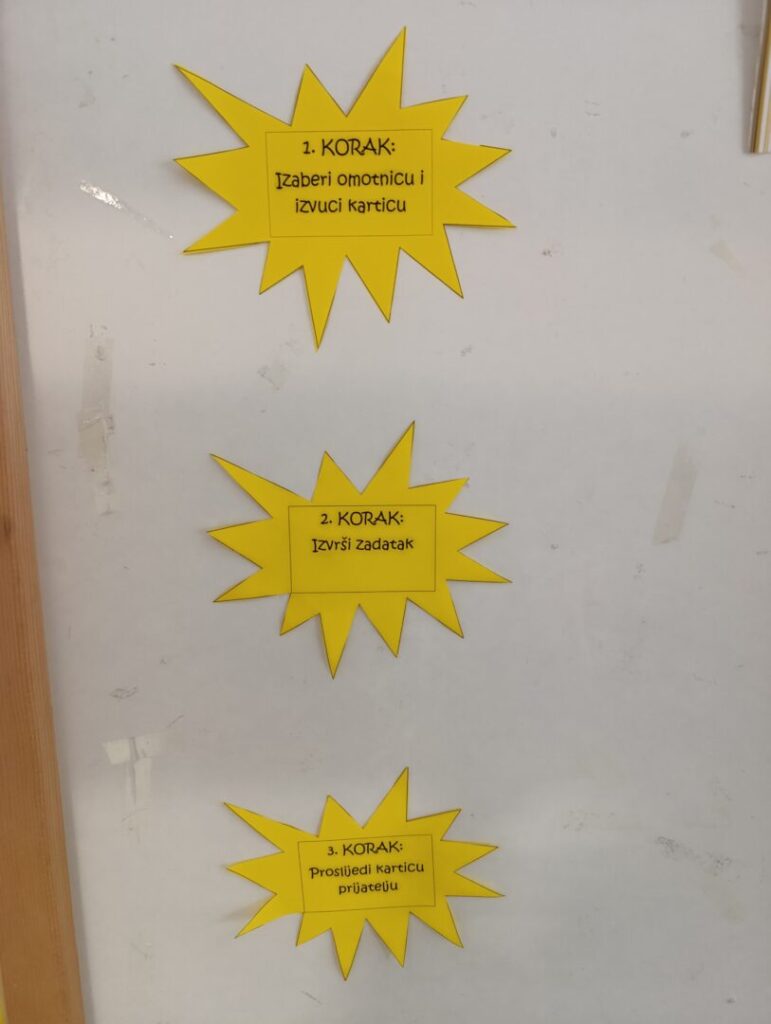 1. KORAK:
Izaberi omotnicu i
izvuci karticu
2. KORAK:
Izvrši zadatak
3. KORAK:
Proslijedi karticu
prijatelju